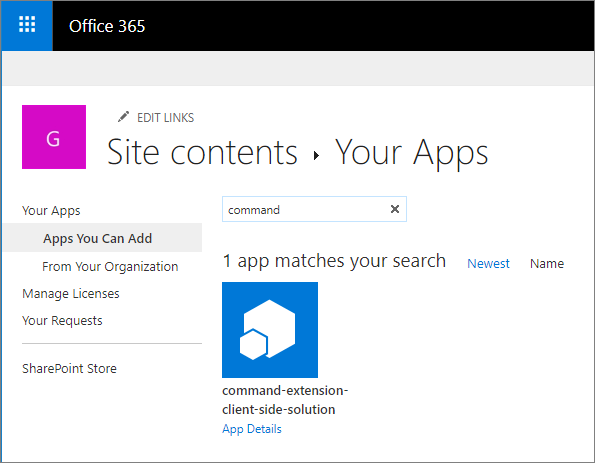 Office 365
G
EDIT LINKS
Site contents ▸ Your Apps
Your Apps
Apps You Can Add
From Your Organization
Manage Licenses
Your Requests
SharePoint Store
command
1 app matches your search Newest Name
command-extension-
client-side-solution
App Details